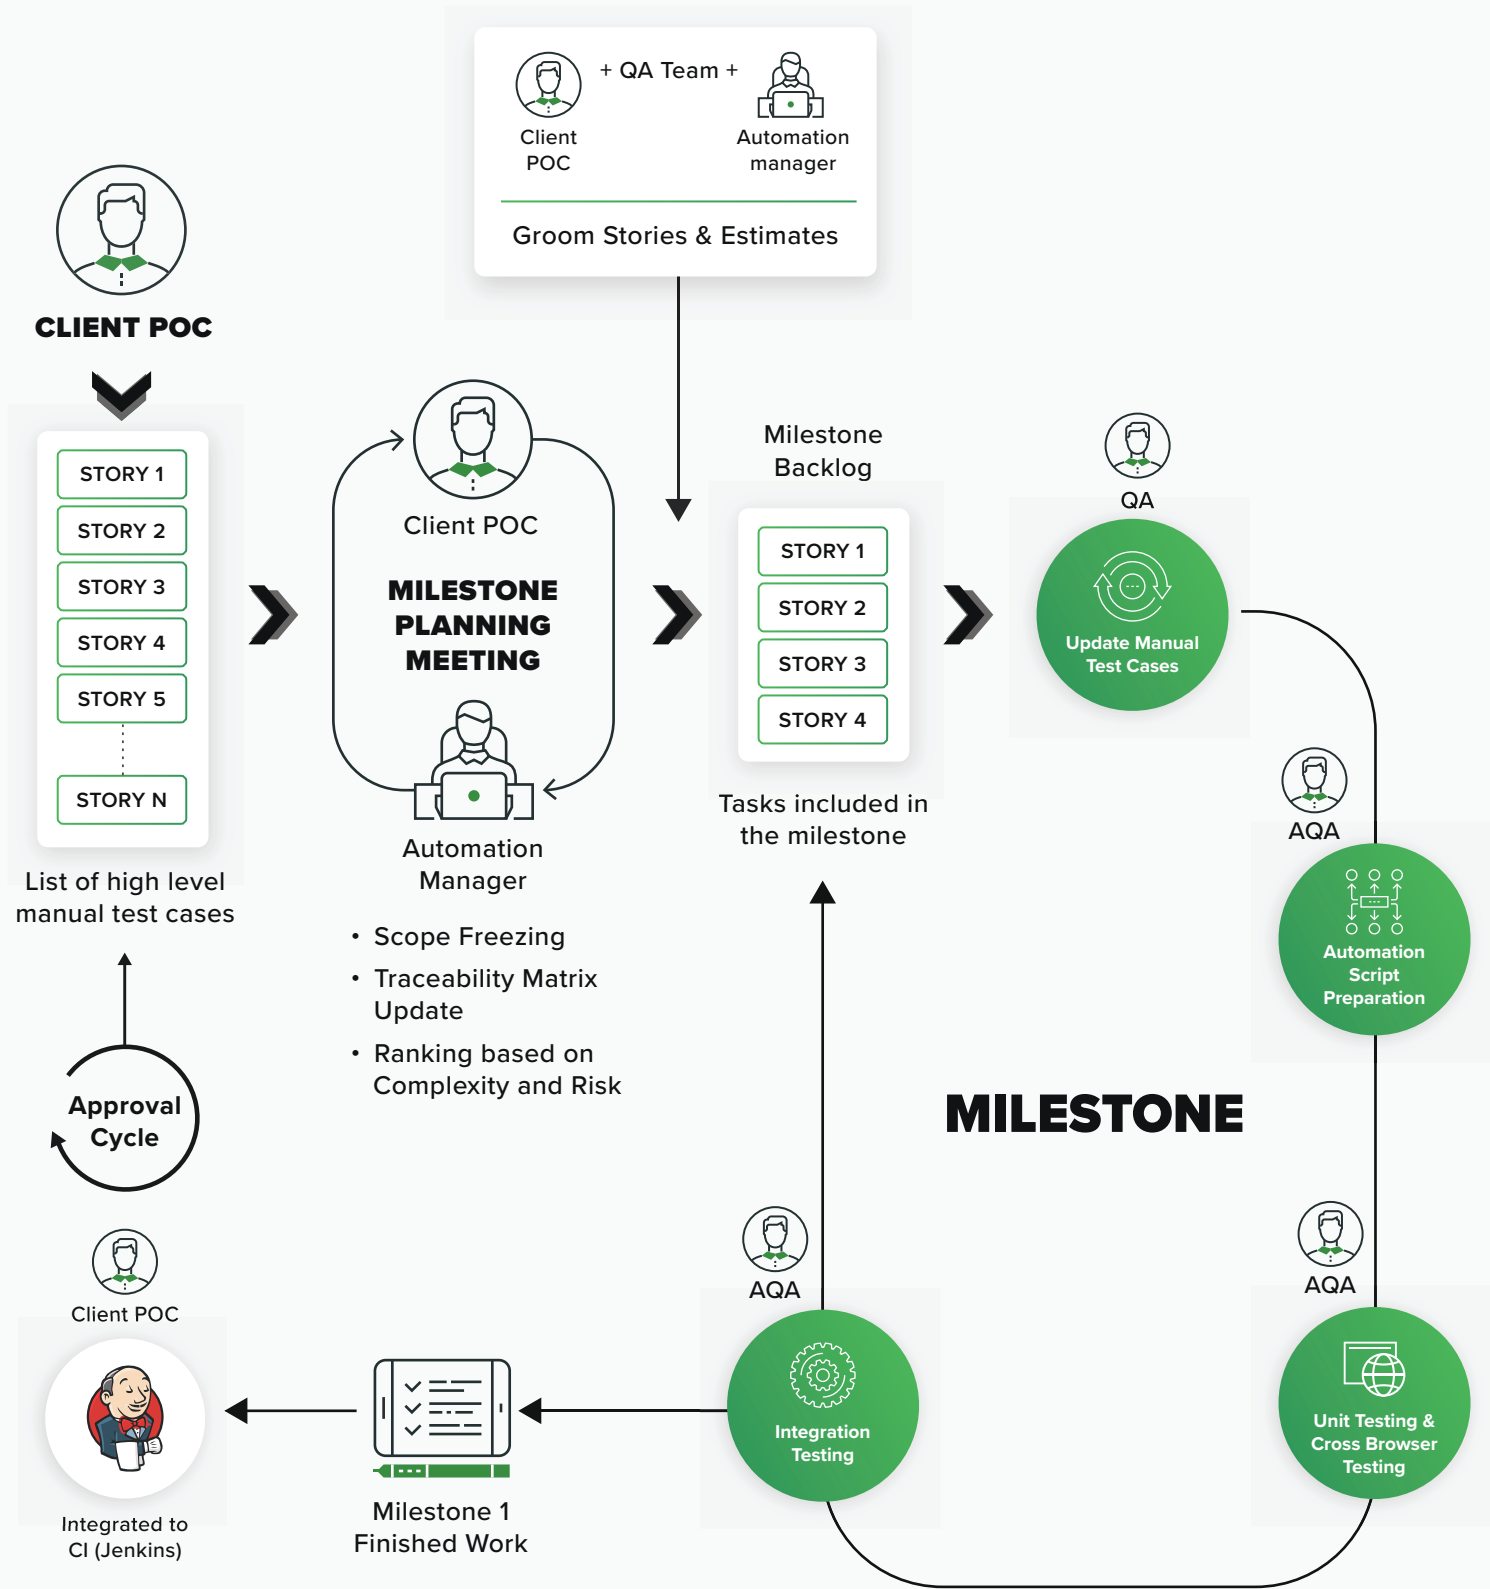 + QA Team +
Client
POC
Automation
manager
Groom Stories & Estimates
CLIENT POC
STORY 1
STORY 2
STORY 3
STORY 4
STORY 5
STORY N
List of high level
manual test cases
Client POC
MILESTONE
PLANNING
MEETING
Automation
Manager
• Scope Freezing
• Traceability Matrix
Update
• Ranking based on
Complexity and Risk
Milestone
Backlog
STORY 1
STORY 2
STORY 3
STORY 4
Tasks included in
the milestone
QA
Update Manual
Test Cases
AQA
Automation
Script
Preparation
MILESTONE
AQA
Unit Testing &
Cross Browser
Testing
AQA
Integration
Testing
Milestone 1
Finished Work
Approval
Cycle
Client POC
Integrated to
CI (Jenkins)